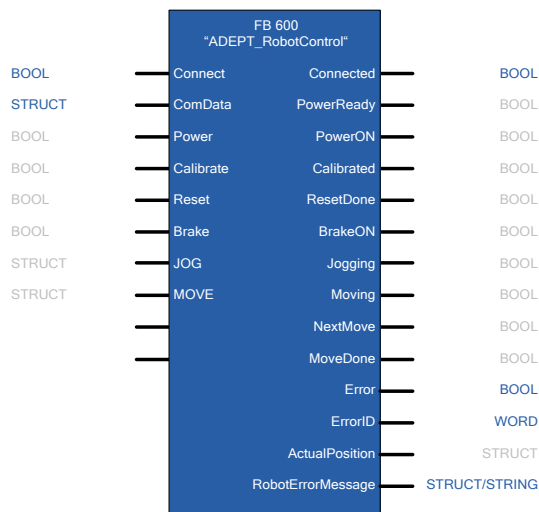 FB 600
“ADEPT_RobotControl“
BOOL Connect Connected BOOL
STRUCT ComData PowerReady BOOL
BOOL Power PowerON BOOL
BOOL Calibrate Calibrated BOOL
BOOL Reset ResetDone BOOL
BOOL Brake BrakeON BOOL
STRUCT JOG Jogging BOOL
STRUCT MOVE Moving BOOL
NextMove BOOL
MoveDone BOOL
Error BOOL
ErrorID WORD
ActualPosition STRUCT
RobotErrorMessage STRUCT/STRING